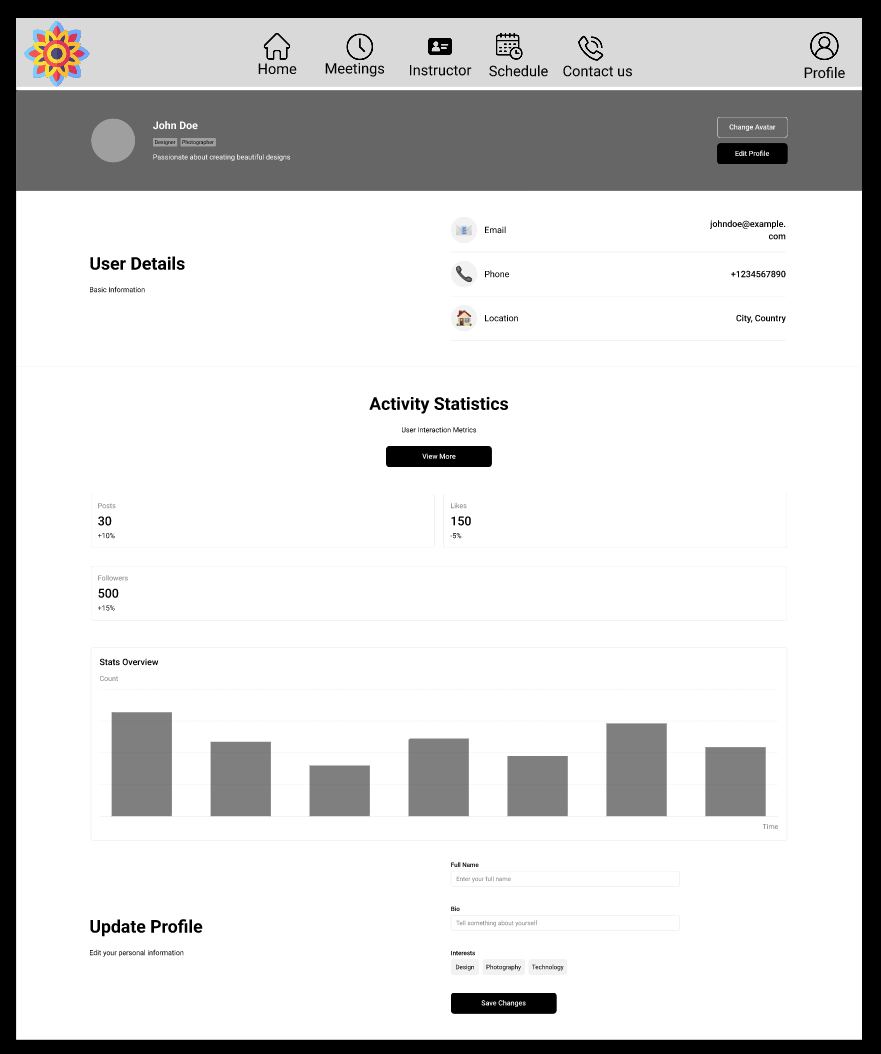 Home
Meetings
Instructor
Schedule
Contact us
Profile
John Doe
Designer Photographer
Passionate about creating beautiful designs
Change Avatar
Edit Profile
User Details
Basic Information
Email
johndoe@example.
com
Phone
+1234567890
Location
City, Country
Activity Statistics
User Interaction Metrics
View More
Posts
30
+10%
Likes
150
-5%
Followers
500
+15%
Stats Overview
Count
Time
Update Profile
Edit your personal information
Full Name
Enter your full name
Bio
Tell something about yourself
Interests
Design Photography Technology
Save Changes